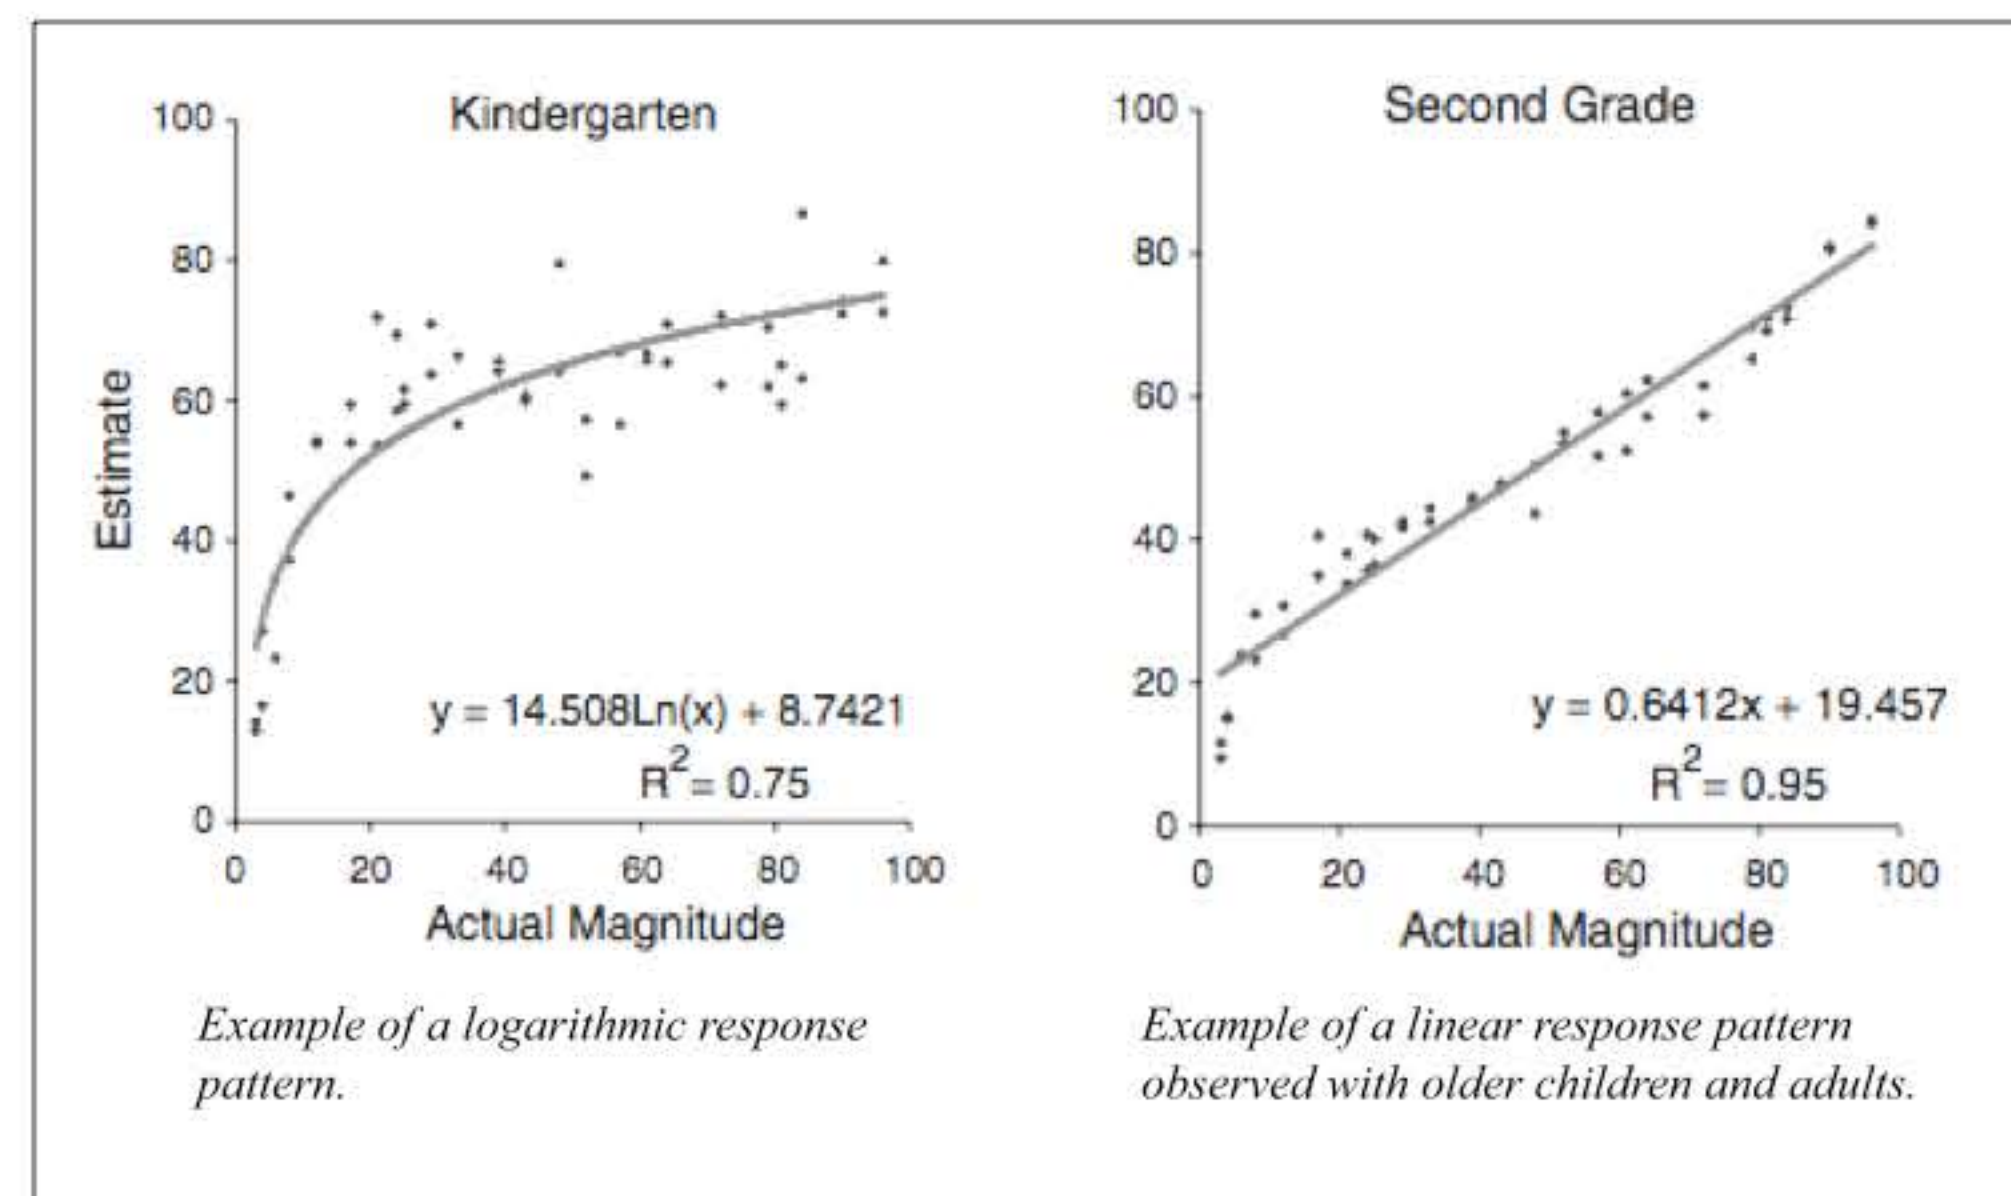 Kindergarten
100
80
60
40
20
0
Estimate
y = 14.508Ln(x) + 8.7421
R² = 0.75
0 20 40 60 80 100
Actual Magnitude
Example of a logarithmic response
pattern.
Second Grade
100
80
60
40
20
0
y = 0.6412x + 19.457
R² = 0.95
0 20 40 60 80 100
Actual Magnitude
Example of a linear response pattern
observed with older children and adults.